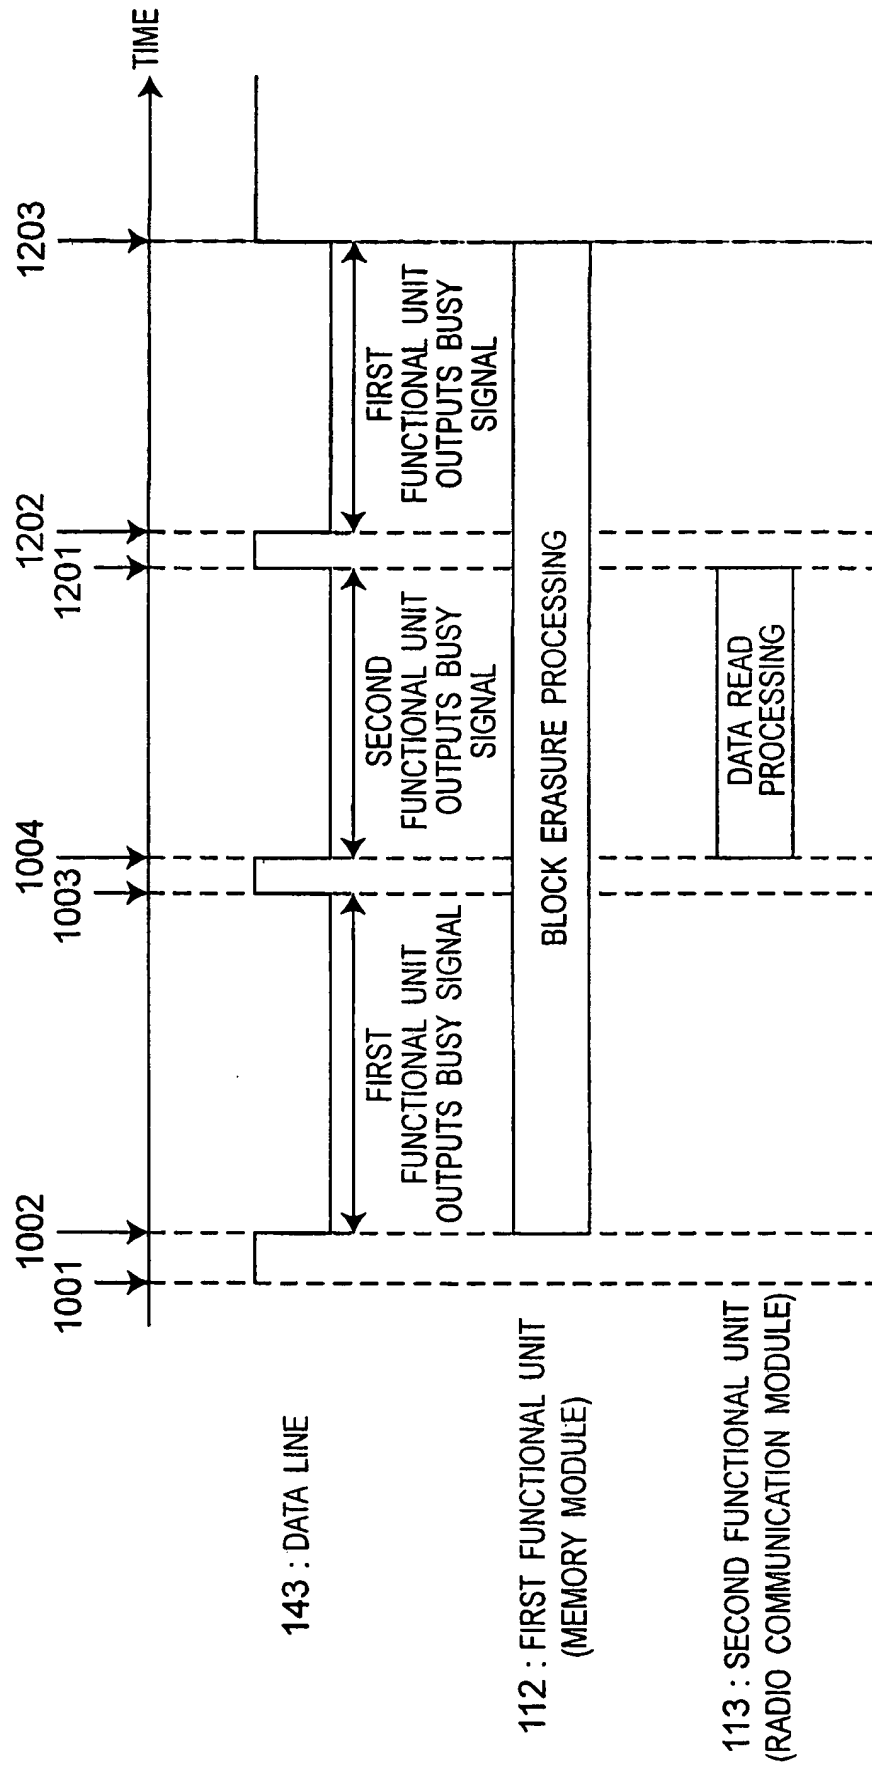 1001
1002
1003
1004
1201
1202
1203
TIME
143 : DATA LINE
FIRST
FUNCTIONAL UNIT
OUTPUTS BUSY SIGNAL
SECOND
FUNCTIONAL UNIT
OUTPUTS BUSY
SIGNAL
FIRST
FUNCTIONAL UNIT
OUTPUTS BUSY
SIGNAL
112 : FIRST FUNCTIONAL UNIT
(MEMORY MODULE)
BLOCK ERASURE PROCESSING
113 : SECOND FUNCTIONAL UNIT
(RADIO COMMUNICATION MODULE)
DATA READ
PROCESSING